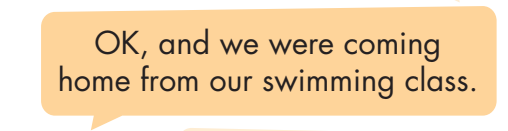 OK, and we were coming
home from our swimming class.